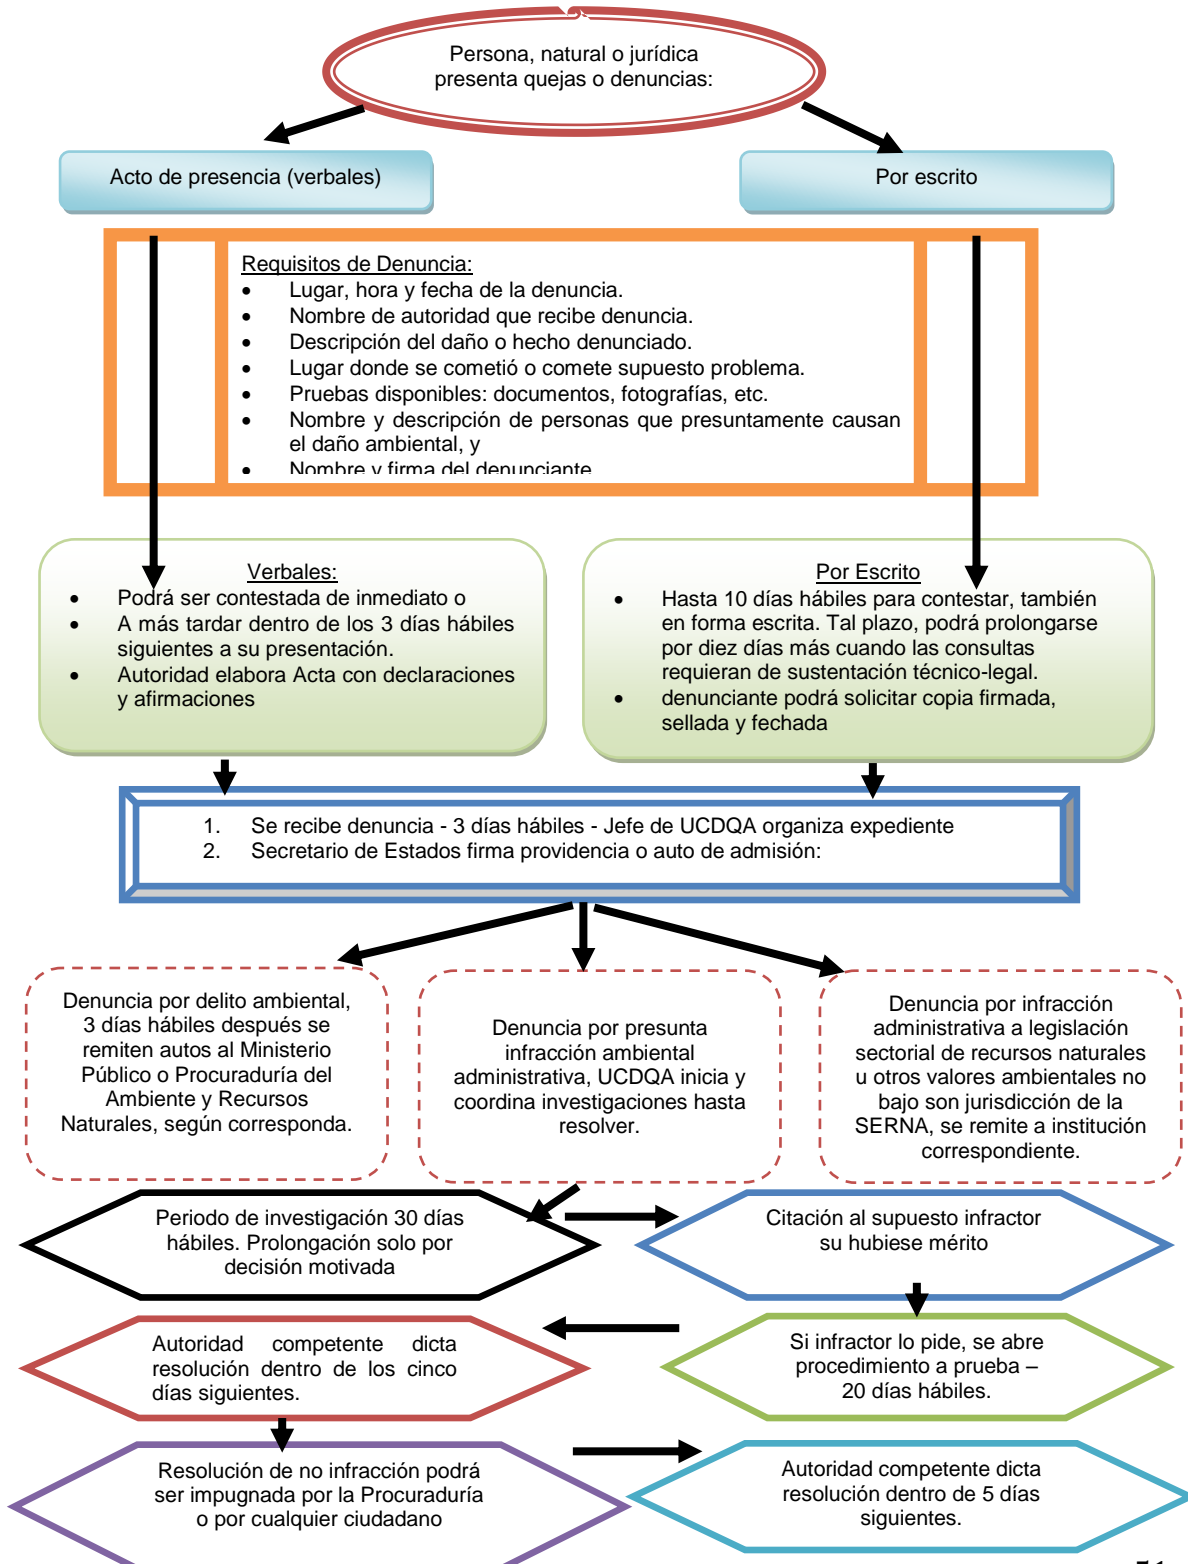 Persona, natural o jurídica
presenta quejas o denuncias:
Acto de presencia (verbales)
Por escrito
Requisitos de Denuncia:
• Lugar, hora y fecha de la denuncia.
• Nombre de autoridad que recibe denuncia.
• Descripción del daño o hecho denunciado.
• Lugar donde se cometió o comete supuesto problema.
• Pruebas disponibles: documentos, fotografías, etc.
• Nombre y descripción de personas que presuntamente causan
el daño ambiental, y
• Nombre y firma del denunciante
Verbales:
• Podrá ser contestada de inmediato o
• A más tardar dentro de los 3 días hábiles
siguientes a su presentación.
• Autoridad elabora Acta con declaraciones
y afirmaciones
Por Escrito
• Hasta 10 días hábiles para contestar, también
en forma escrita. Tal plazo, podrá prolongarse
por diez días más cuando las consultas
requieran de sustentación técnico-legal.
• denunciante podrá solicitar copia firmada,
sellada y fechada
1. Se recibe denuncia - 3 días hábiles - Jefe de UCDQA organiza expediente
2. Secretario de Estados firma providencia o auto de admisión:
Denuncia por delito ambiental,
3 días hábiles después se
remiten autos al Ministerio
Público o Procuraduría del
Ambiente y Recursos
Naturales, según corresponda.
Denuncia por presunta
infracción ambiental
administrativa, UCDQA inicia y
coordina investigaciones hasta
resolver.
Denuncia por infracción
administrativa a legislación
sectorial de recursos naturales
u otros valores ambientales no
bajo son jurisdicción de la
SERNA, se remite a institución
correspondiente.
Periodo de investigación 30 días
hábiles. Prolongación solo por
decisión motivada
Citación al supuesto infractor
su hubiese mérito
Autoridad competente dicta
resolución dentro de los cinco
días siguientes.
Si infractor lo pide, se abre
procedimiento a prueba –
20 días hábiles.
Resolución de no infracción podrá
ser impugnada por la Procuraduría
o por cualquier ciudadano
Autoridad competente dicta
resolución dentro de 5 días
siguientes.